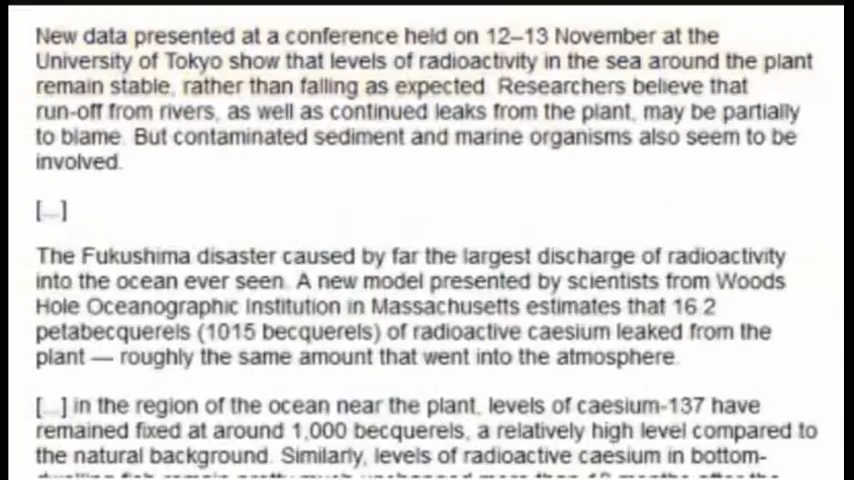 New data presented at a conference held on 12–13 November at the
University of Tokyo show that levels of radioactivity in the sea around the plant
remain stable, rather than falling as expected. Researchers believe that
run-off from rivers, as well as continued leaks from the plant, may be partially
to blame. But contaminated sediment and marine organisms also seem to be
involved.
[...]
The Fukushima disaster caused by far the largest discharge of radioactivity
into the ocean ever seen. A new model presented by scientists from Woods
Hole Oceanographic Institution in Massachusetts estimates that 16.2
petabecquerels (1015 becquerels) of radioactive caesium leaked from the
plant — roughly the same amount that went into the atmosphere.
[...] in the region of the ocean near the plant, levels of caesium-137 have
remained fixed at around 1,000 becquerels, a relatively high level compared to
the natural background. Similarly, levels of radioactive caesium in bottom-